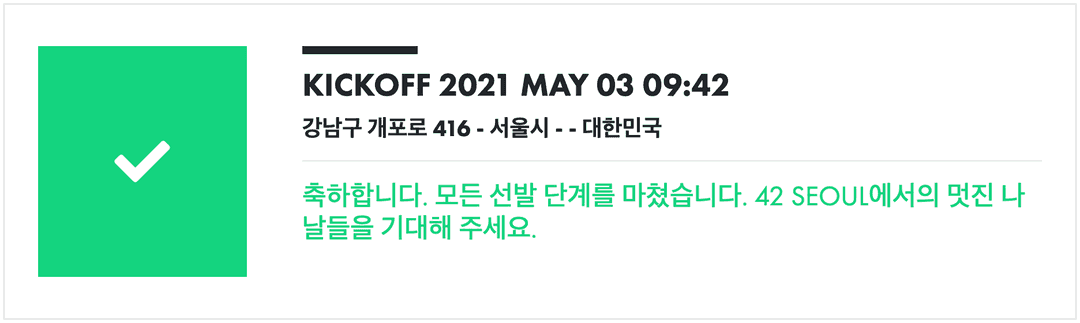 KICKOFF 2021 MAY 03 09:42
강남구 개포로 416 - 서울시 - - 대한민국
축하합니다. 모든 선발 단계를 마쳤습니다. 42 SEOUL에서의 멋진 나
날들을 기대해 주세요.